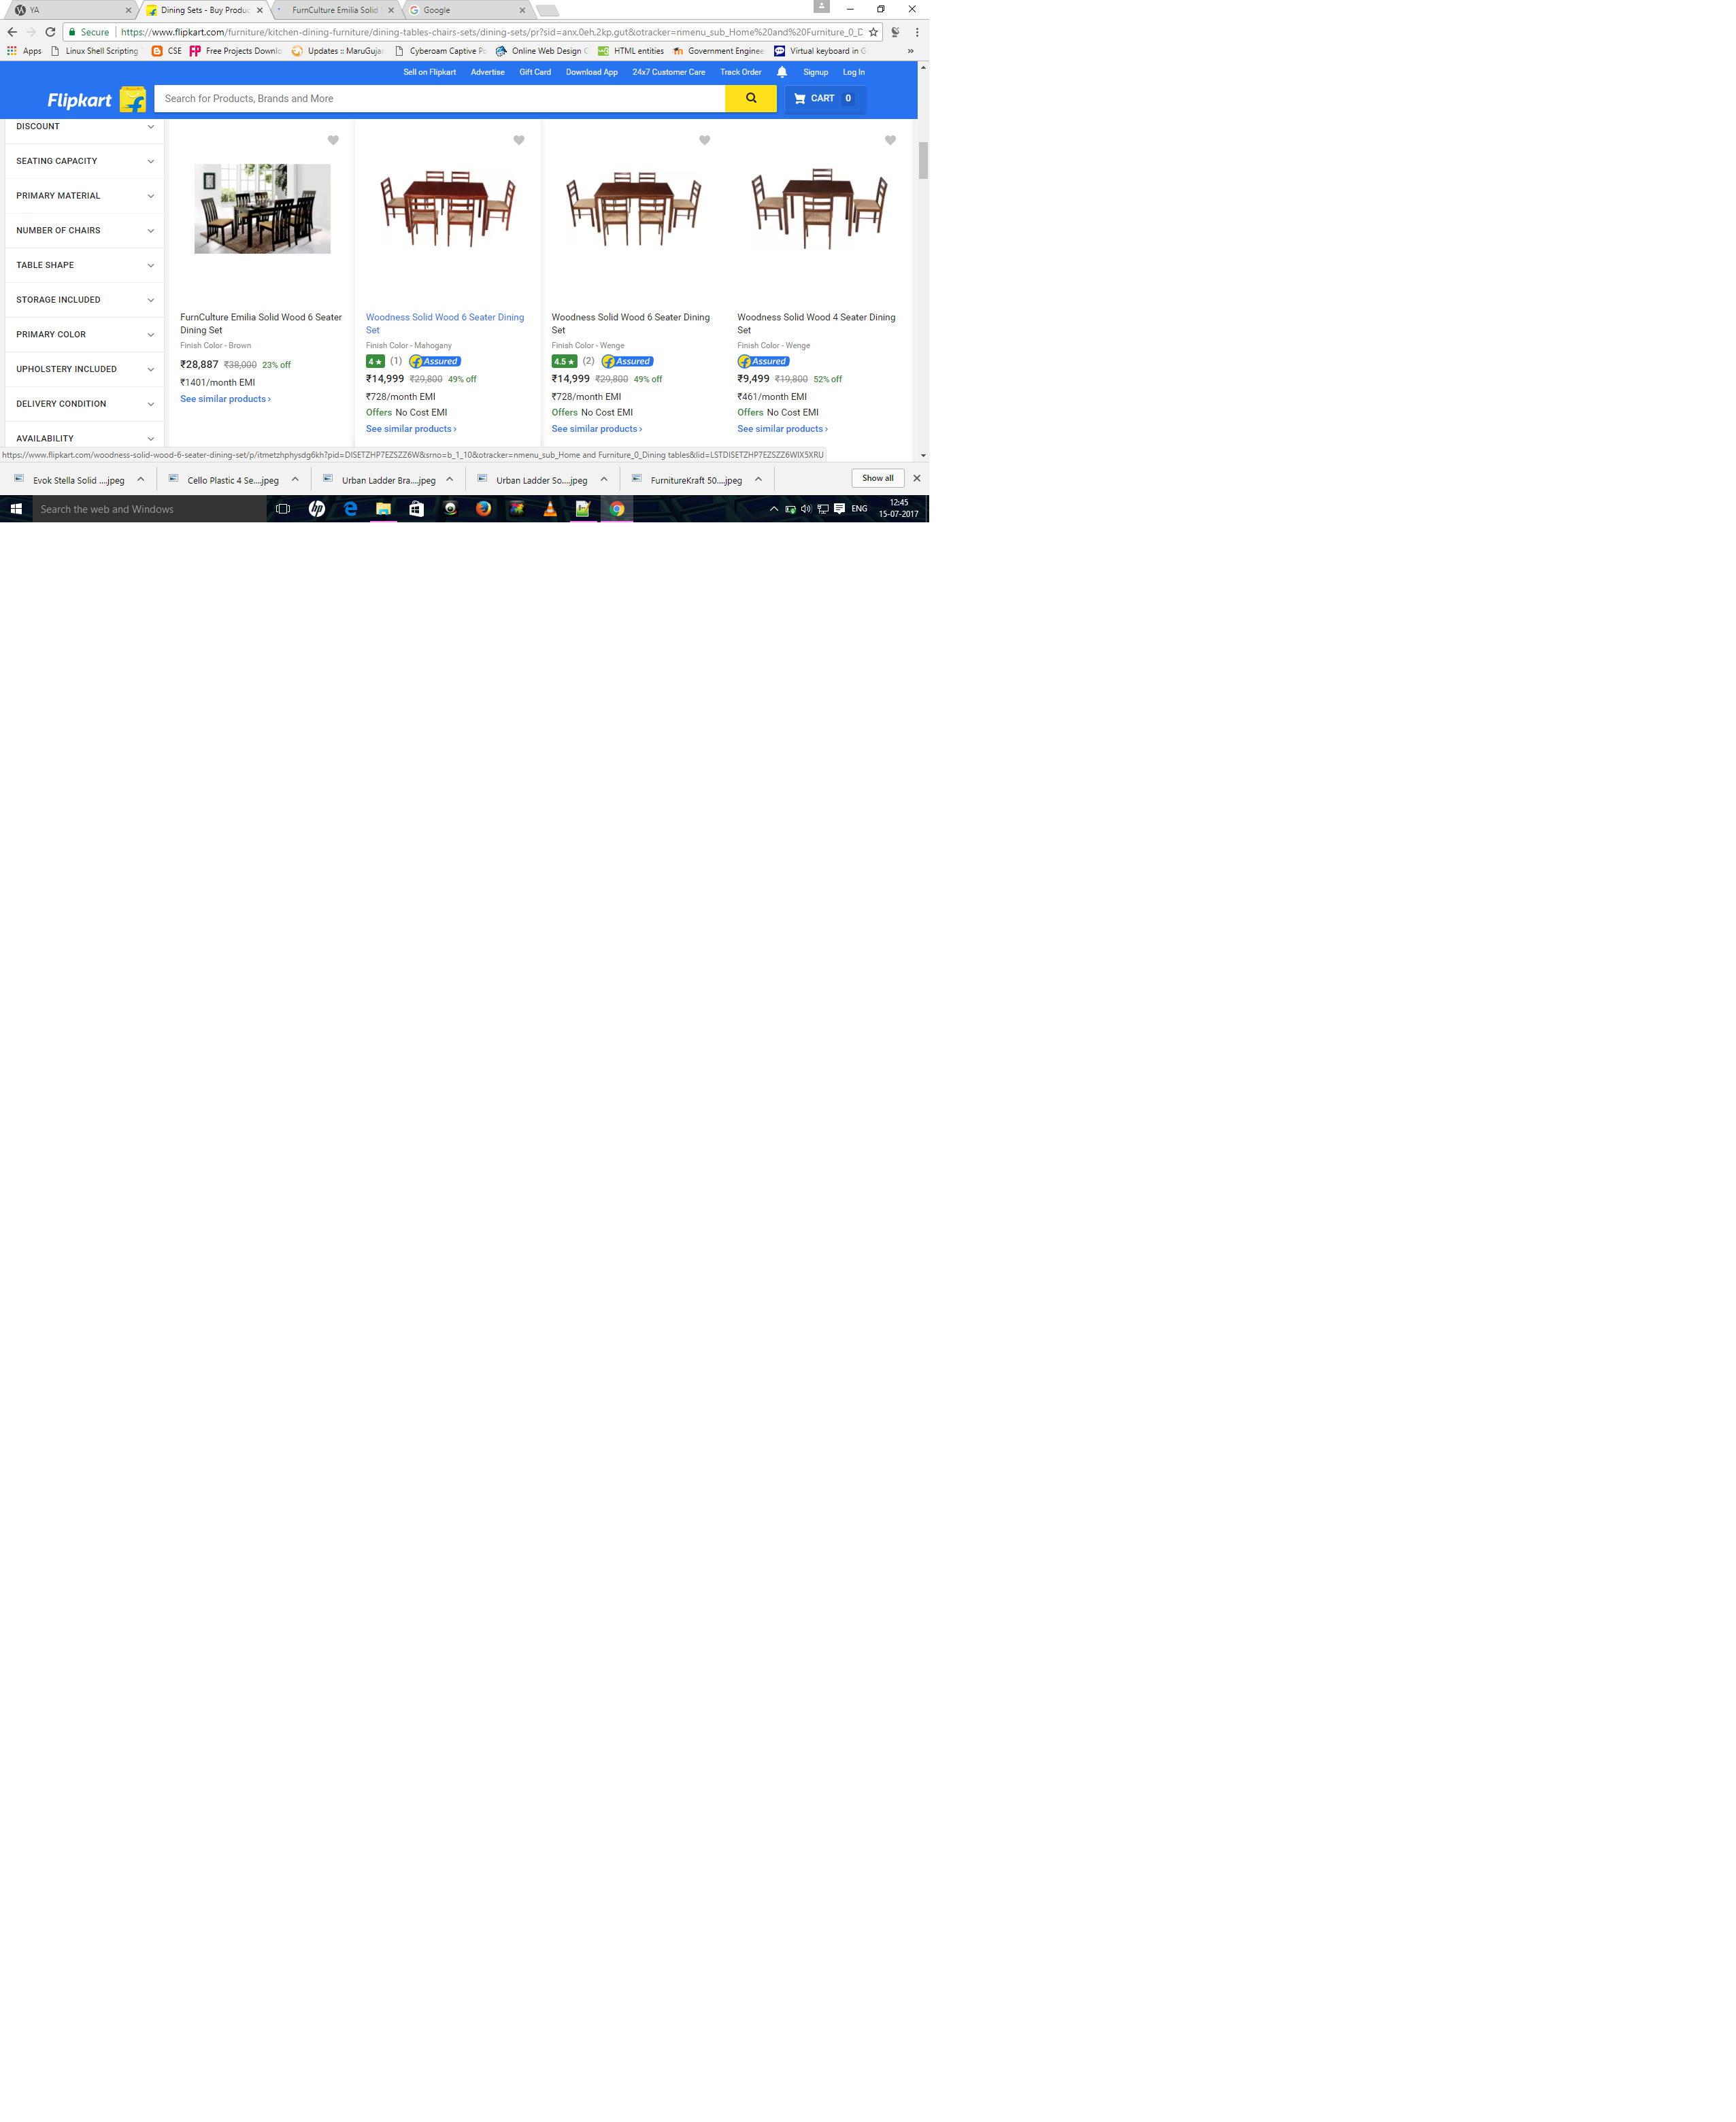 YA
Dining Sets - Buy Produc
FurnCulture Emilia Solid
Google
Secure
https://www.flipkart.com/furniture/kitchen-dining-furniture/dining-tables-chairs-sets/dining-sets/pr?sid=anx,0eh,2kp,gut&otracker=nmenu_sub_Home%20and%20Furniture_0_D
Apps
Linux Shell Scripting
CSE
Free Projects Downlo
Updates :: MaruGujar
Cyberoam Captive Po
Online Web Design C
HTML entities
Government Enginee
Virtual keyboard in G
»
Sell on Flipkart
Advertise
Gift Card
Download App
24x7 Customer Care
Track Order
Signup
Log In
Flipkart
Search for Products, Brands and More
CART 0
DISCOUNT
SEATING CAPACITY
PRIMARY MATERIAL
NUMBER OF CHAIRS
TABLE SHAPE
STORAGE INCLUDED
PRIMARY COLOR
UPHOLSTERY INCLUDED
DELIVERY CONDITION
AVAILABILITY
FurnCulture Emilia Solid Wood 6 Seater
Dining Set
Finish Color - Brown
₹28,887 ₹38,000 23% off
₹1401/month EMI
See similar products ›
Woodness Solid Wood 6 Seater Dining
Set
Finish Color - Mahogany
4 ★ (1) Assured
₹14,999 ₹29,800 49% off
₹728/month EMI
Offers No Cost EMI
See similar products ›
Woodness Solid Wood 6 Seater Dining
Set
Finish Color - Wenge
4.5 ★ (2) Assured
₹14,999 ₹29,800 49% off
₹728/month EMI
Offers No Cost EMI
See similar products ›
Woodness Solid Wood 4 Seater Dining
Set
Finish Color - Wenge
Assured
₹9,499 ₹19,800 52% off
₹461/month EMI
Offers No Cost EMI
See similar products ›
https://www.flipkart.com/woodness-solid-wood-6-seater-dining-set/p/itmetzhphysdg6kh?pid=DISETZHP7EZSZZ6W&srno=b_1_10&otracker=nmenu_sub_Home and Furniture_0_Dining tables&lid=LSTDISETZHP7EZSZZ6WIX5XRU
Evok Stella Solid ....jpeg
Cello Plastic 4 Se....jpeg
Urban Ladder Bra....jpeg
Urban Ladder So....jpeg
FurnitureKraft 50....jpeg
Show all
Search the web and Windows
hp
ENG
12:45
15-07-2017